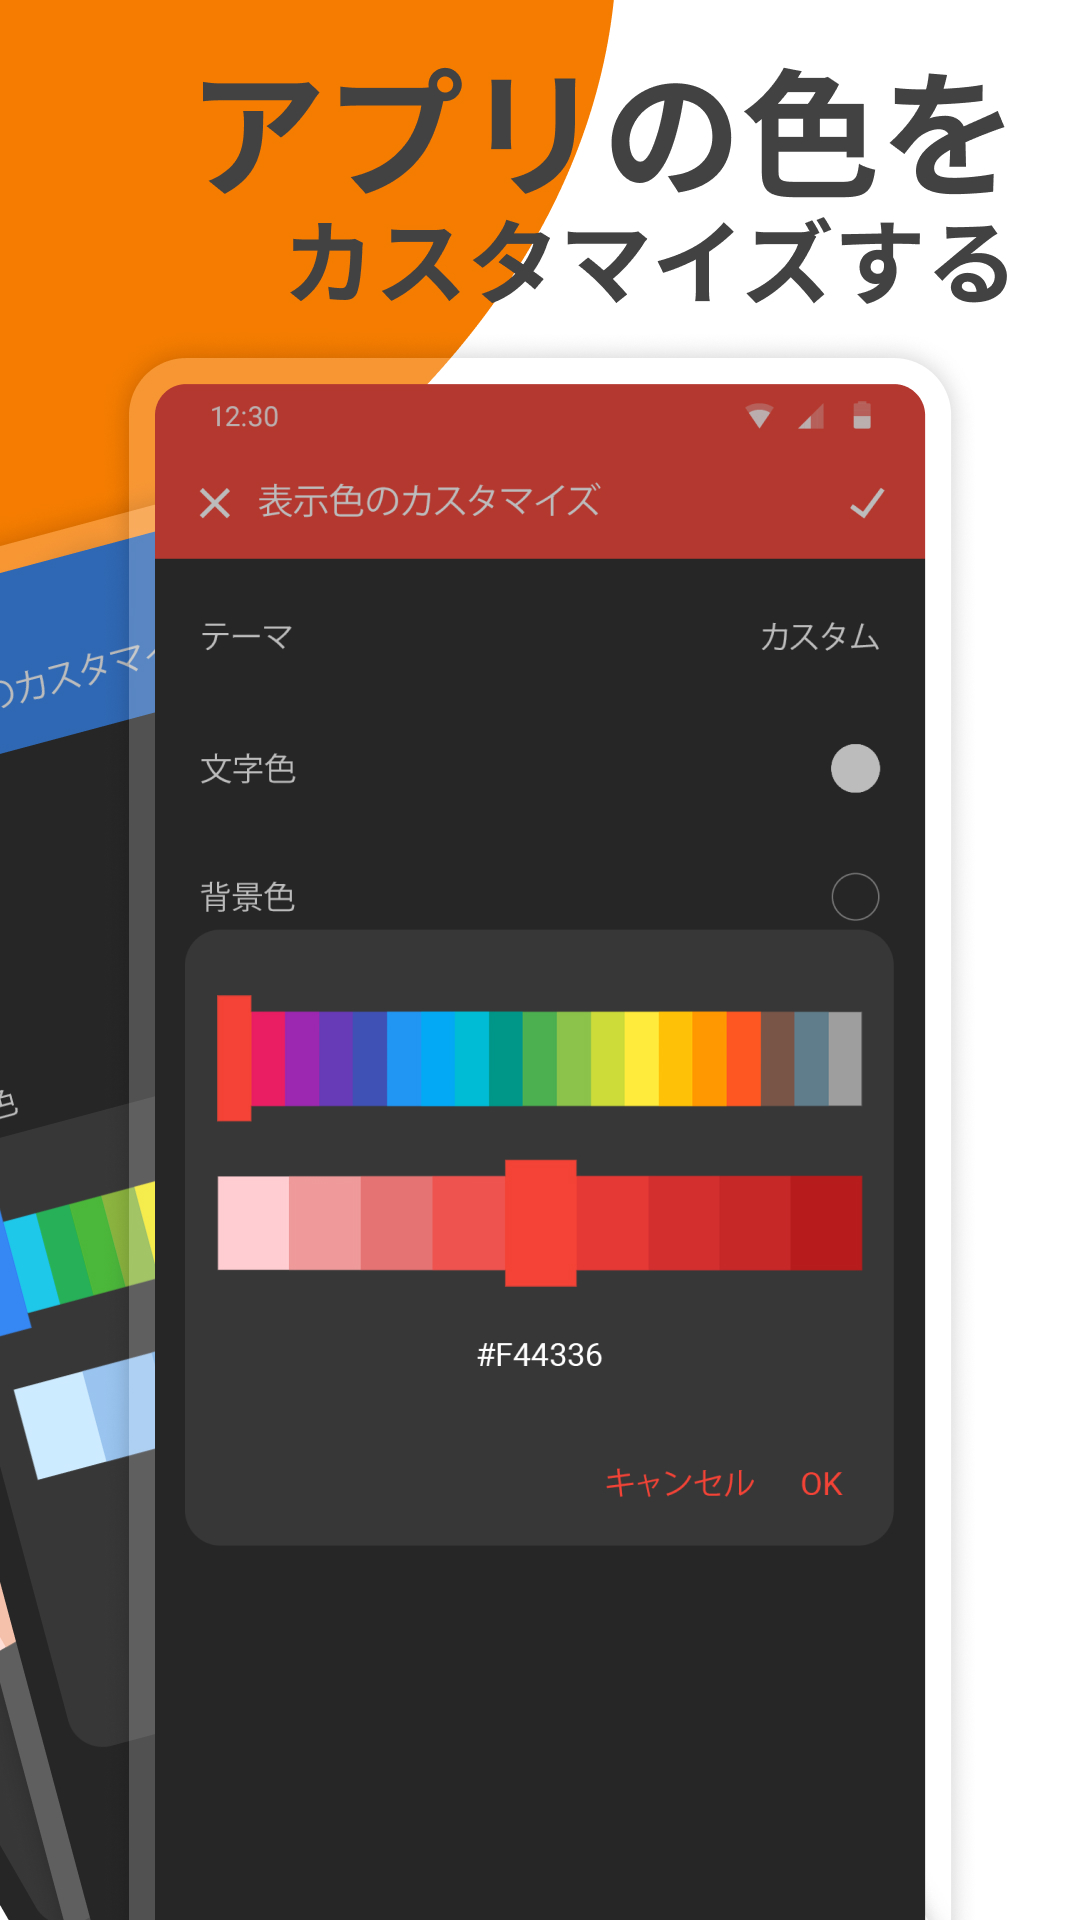 アプリの色を
カスタマイズする
12:30
表示色のカスタマイズ
のカスタマイ
テーマ カスタム
文字色
背景色
色
#F44336
キャンセル OK